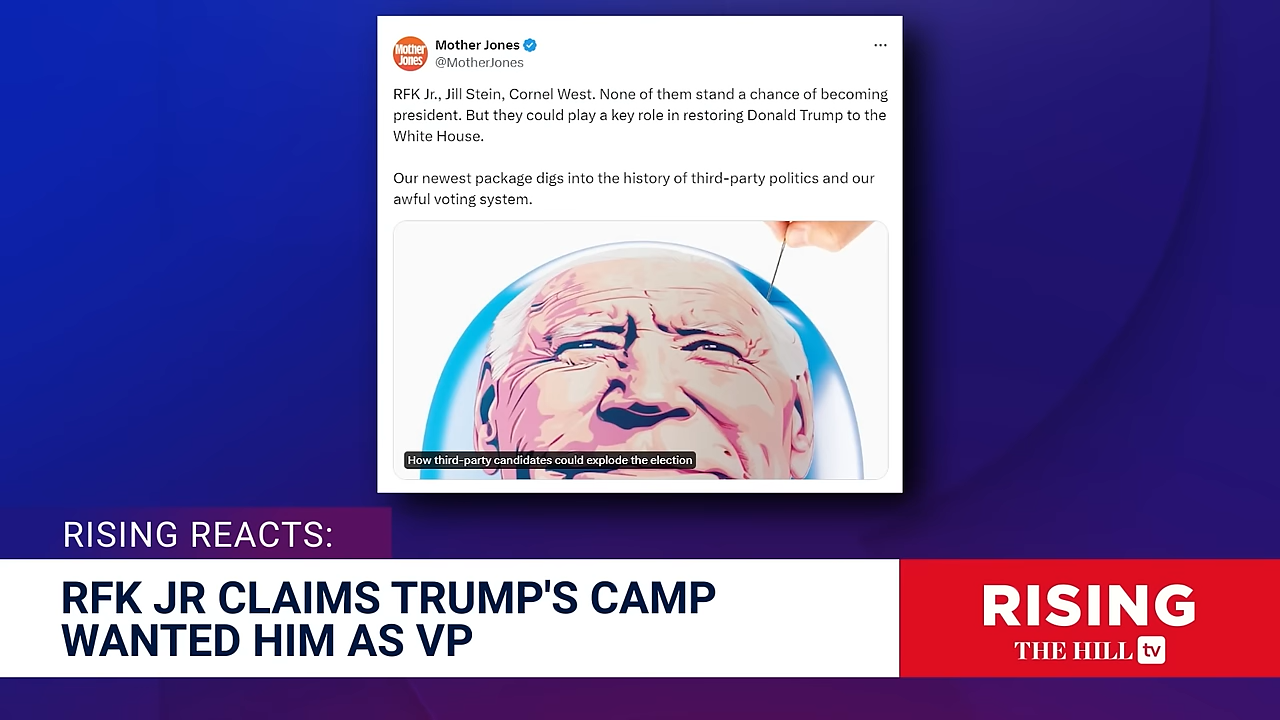 Mother Jones
Mother Jones
@MotherJones
RFK Jr., Jill Stein, Cornel West. None of them stand a chance of becoming
president. But they could play a key role in restoring Donald Trump to the
White House.
Our newest package digs into the history of third-party politics and our
awful voting system.
How third-party candidates could explode the election
RISING REACTS:
RFK JR CLAIMS TRUMP'S CAMP
WANTED HIM AS VP
RISING
THE HILL tv